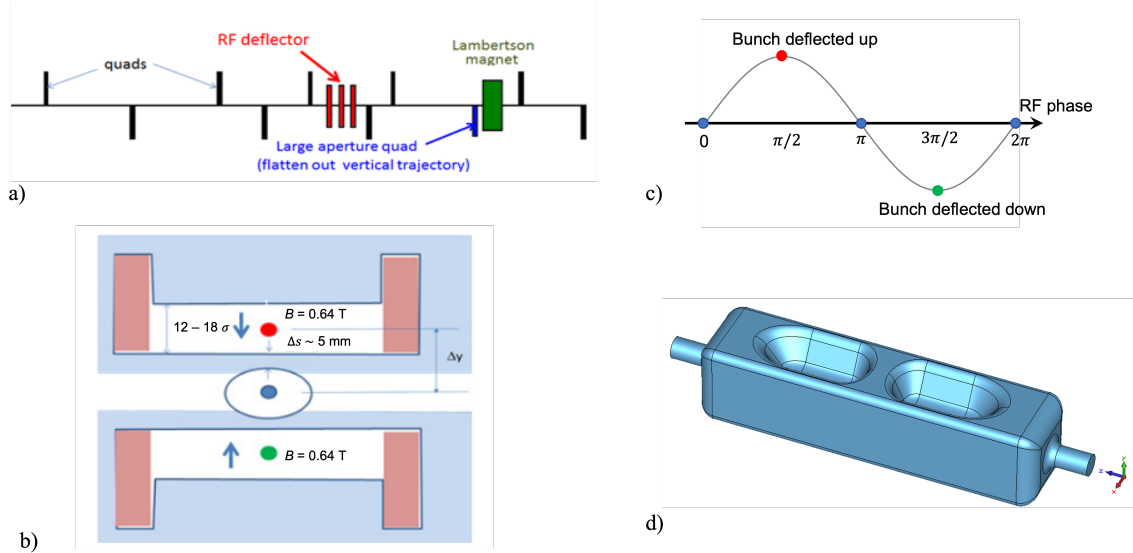 quads
RF deflector
Lambertson
magnet
Large aperture quad
(flatten out vertical trajectory)
a)
12 – 18 σ
B = 0.64 T
Δs ~ 5 mm
Δy
B = 0.64 T
b)
Bunch deflected up
RF phase
0
π/2
π
3π/2
2π
Bunch deflected down
c)
z
y
x
d)